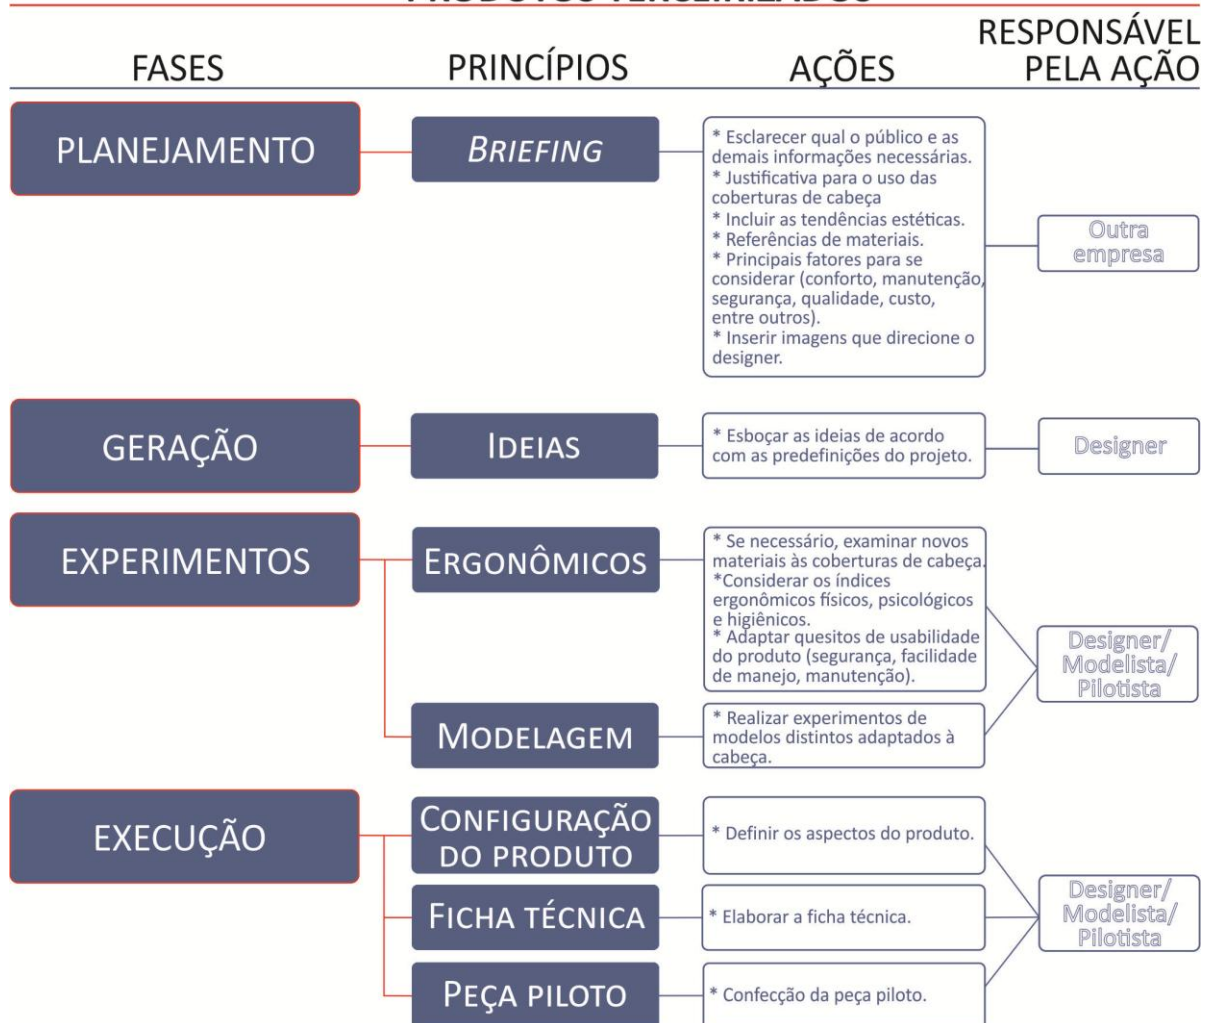 PRODUTOS TERCEIRIZADOS
FASES
PRINCÍPIOS
AÇÕES
RESPONSÁVEL
PELA AÇÃO
PLANEJAMENTO
BRIEFING
* Esclarecer qual o público e as
demais informações necessárias.
* Justificativa para o uso das
coberturas de cabeça
* Incluir as tendências estéticas.
* Referências de materiais.
* Principais fatores para se
considerar (conforto, manutenção,
segurança, qualidade, custo,
entre outros).
* Inserir imagens que direcione o
designer.
Outra
empresa
GERAÇÃO
IDEIAS
* Esboçar as ideias de acordo
com as predefinições do projeto.
Designer
EXPERIMENTOS
ERGONÔMICOS
* Se necessário, examinar novos
materiais às coberturas de cabeça.
*Considerar os índices
ergonômicos físicos, psicológicos
e higiênicos.
* Adaptar quesitos de usabilidade
do produto (segurança, facilidade
de manejo, manutenção).
MODELAGEM
* Realizar experimentos de
modelos distintos adaptados à
cabeça.
Designer/
Modelista/
Pilotista
EXECUÇÃO
CONFIGURAÇÃO
DO PRODUTO
* Definir os aspectos do produto.
FICHA TÉCNICA
* Elaborar a ficha técnica.
PEÇA PILOTO
* Confecção da peça piloto.
Designer/
Modelista/
Pilotista